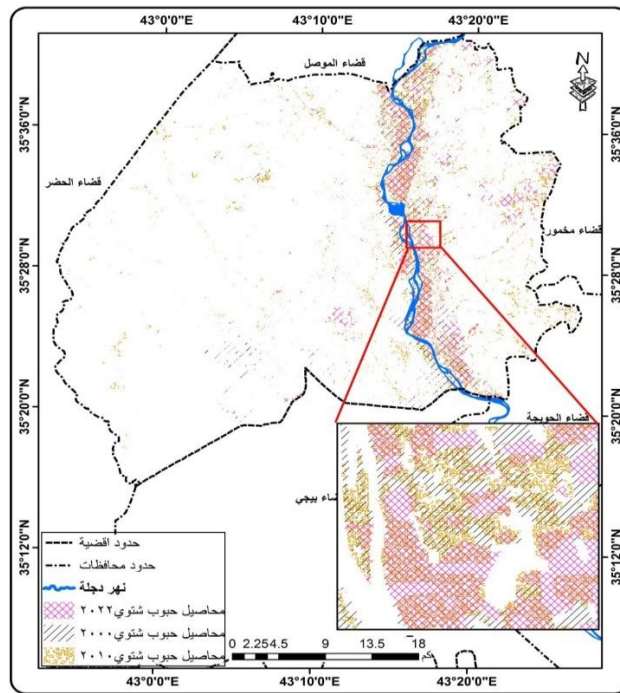 43°0'0"E 43°10'0"E 43°20'0"E
N
قضاء الموصل
35°36'0"N 35°36'0"N
قضاء الحضر
قضاء مخمور
35°28'0"N 35°28'0"N
35°20'0"N 35°20'0"N
قضاء الحويجة
بيجي
35°12'0"N 35°12'0"N
حدود اقضية
حدود محافظات
نهر دجلة
محاصيل حبوب شتوي٢٠٢٢
محاصيل حبوب شتوي٢٠٠٠
محاصيل حبوب شتوي٢٠١٠
0 2.25 4.5 9 13.5 18
كم
43°0'0"E 43°10'0"E 43°20'0"E